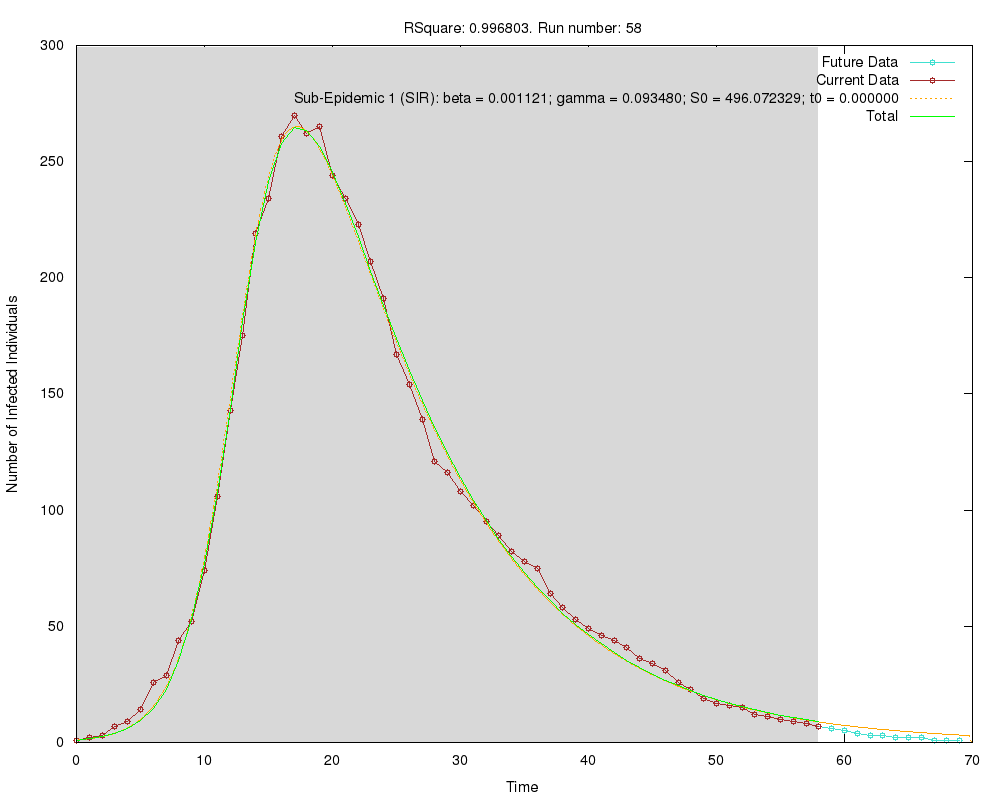 RSquare: 0.996803. Run number: 58
300
250
200
150
100
50
0
Number of Infected Individuals
Future Data
Current Data
Sub-Epidemic 1 (SIR): beta = 0.001121; gamma = 0.093480; S0 = 496.072329; t0 = 0.000000
Total
0 10 20 30 40 50 60 70
Time